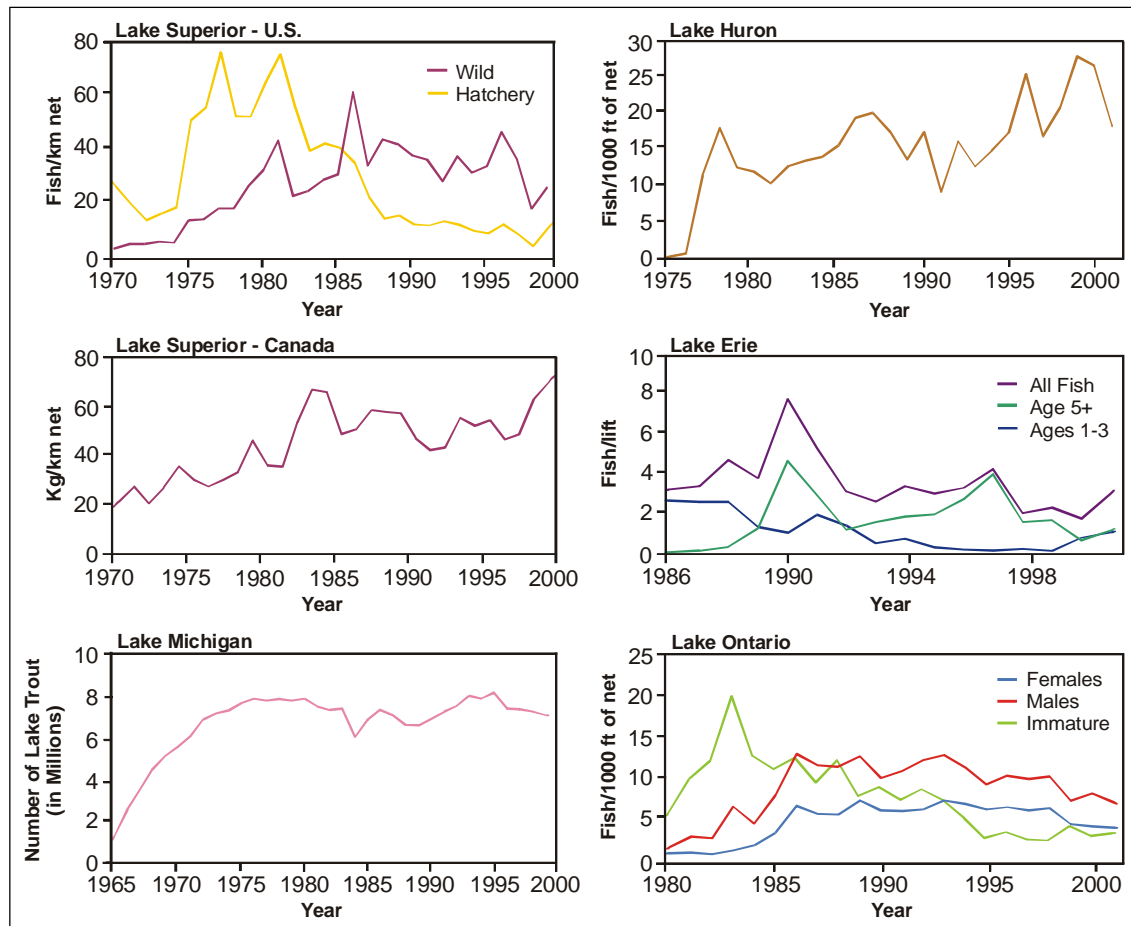 Lake Superior - U.S.
80
60
40
20
0
Fish/km net
Wild
Hatchery
1970 1975 1980 1985 1990 1995 2000
Year
Lake Huron
30
25
20
15
10
5
0
Fish/1000 ft of net
1975 1980 1985 1990 1995 2000
Year
Lake Superior - Canada
80
60
40
20
0
Kg/km net
1970 1975 1980 1985 1990 1995 2000
Year
Lake Erie
10
8
6
4
2
0
Fish/lift
All Fish
Age 5+
Ages 1-3
1986 1990 1994 1998
Year
Lake Michigan
10
8
6
4
2
0
Number of Lake Trout
(in Millions)
1965 1970 1975 1980 1985 1990 1995 2000
Year
Lake Ontario
25
20
15
10
5
0
Fish/1000 ft of net
Females
Males
Immature
1980 1985 1990 1995 2000
Year